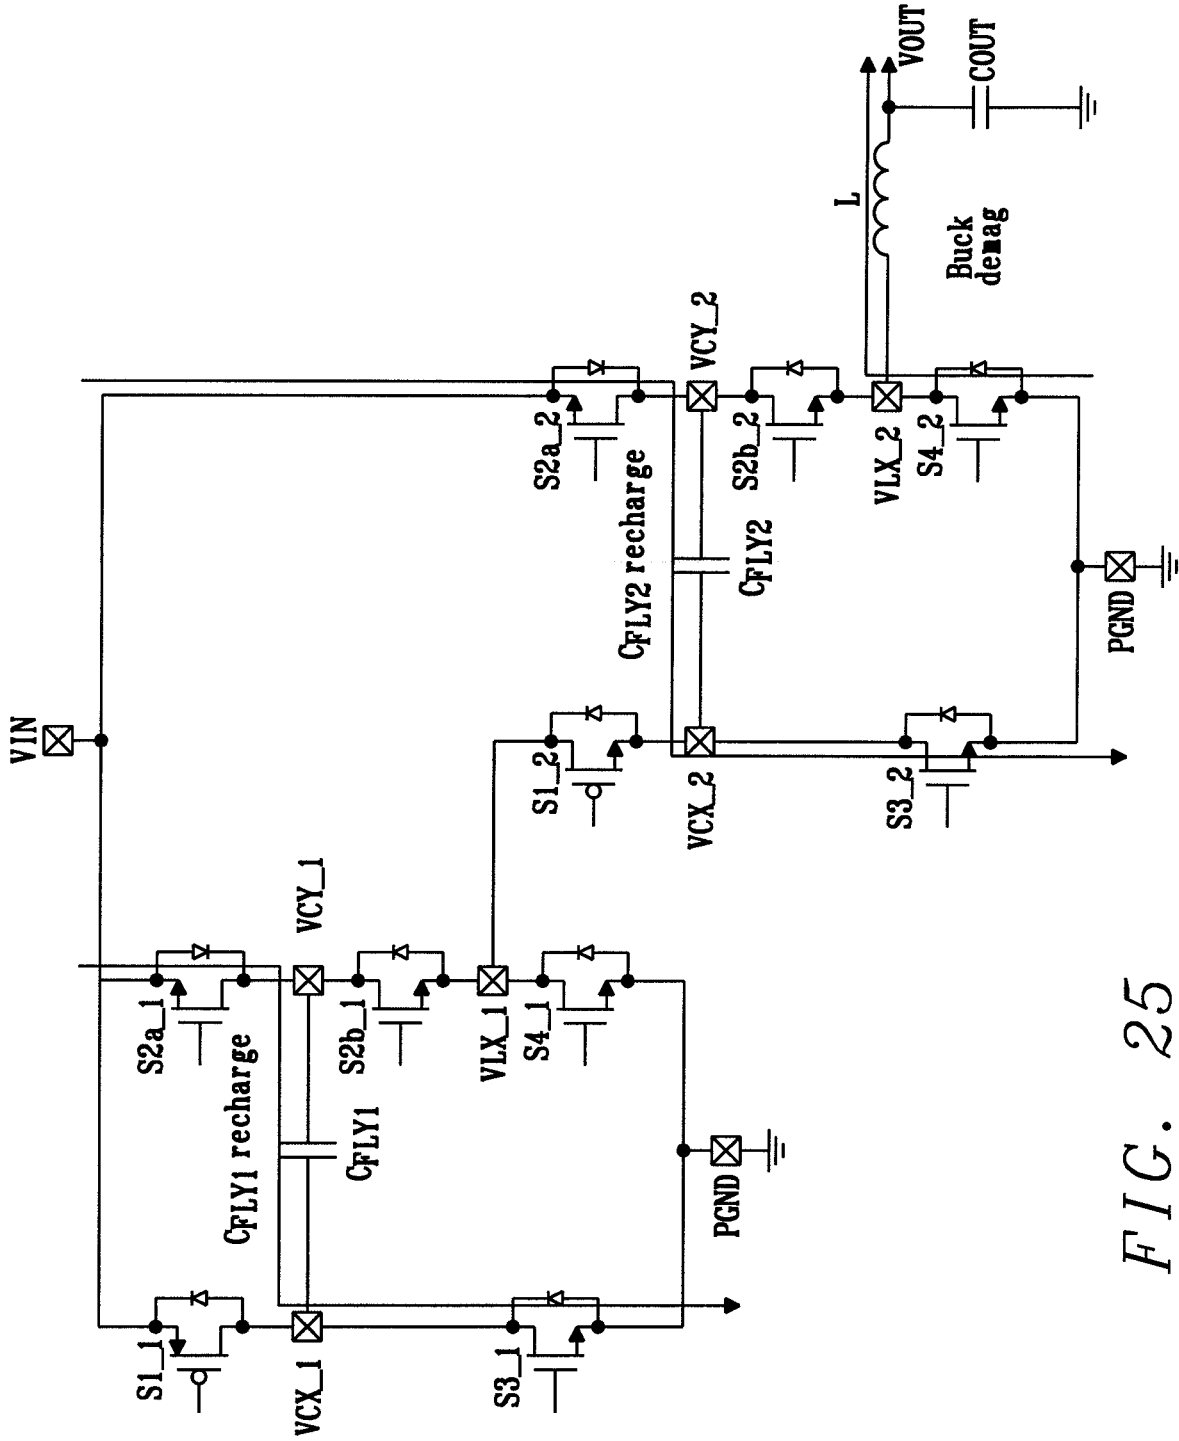 VIN
S1_1
S2a_1
CFLY1 recharge
VCX_1
VCY_1
CFLY1
S2b_1
VLX_1
S3_1
S4_1
PGND
S2a_2
S1_2
CFLY2 recharge
VCX_2
VCY_2
CFLY2
S2b_2
VLX_2
S3_2
S4_2
PGND
L
VOUT
Buck
demag
COUT
FIG. 25